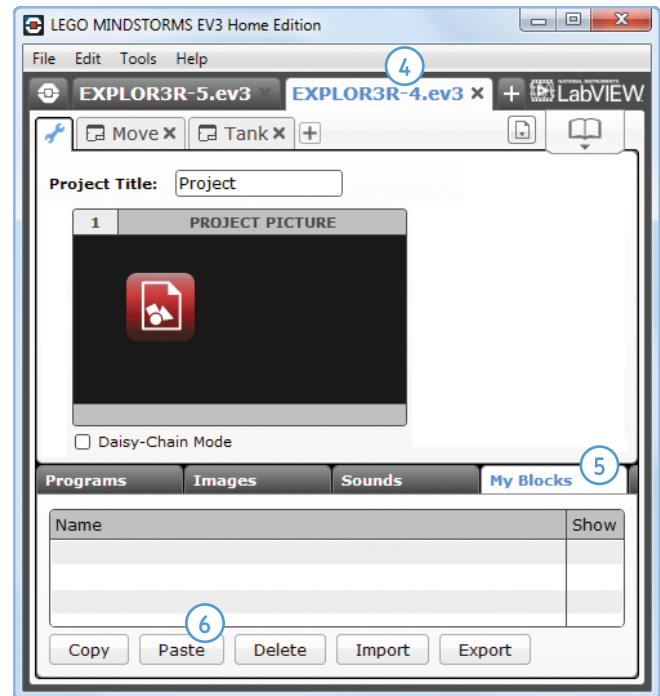 LEGO MINDSTORMS EV3 Home Edition
File Edit Tools Help
4
EXPLOR3R-5.ev3 EXPLOR3R-4.ev3 × + NATIONAL INSTRUMENTS LabVIEW
Move × Tank × +
Project Title: Project
1 PROJECT PICTURE
Daisy-Chain Mode
5
Programs Images Sounds My Blocks
Name Show
6
Copy Paste Delete Import Export